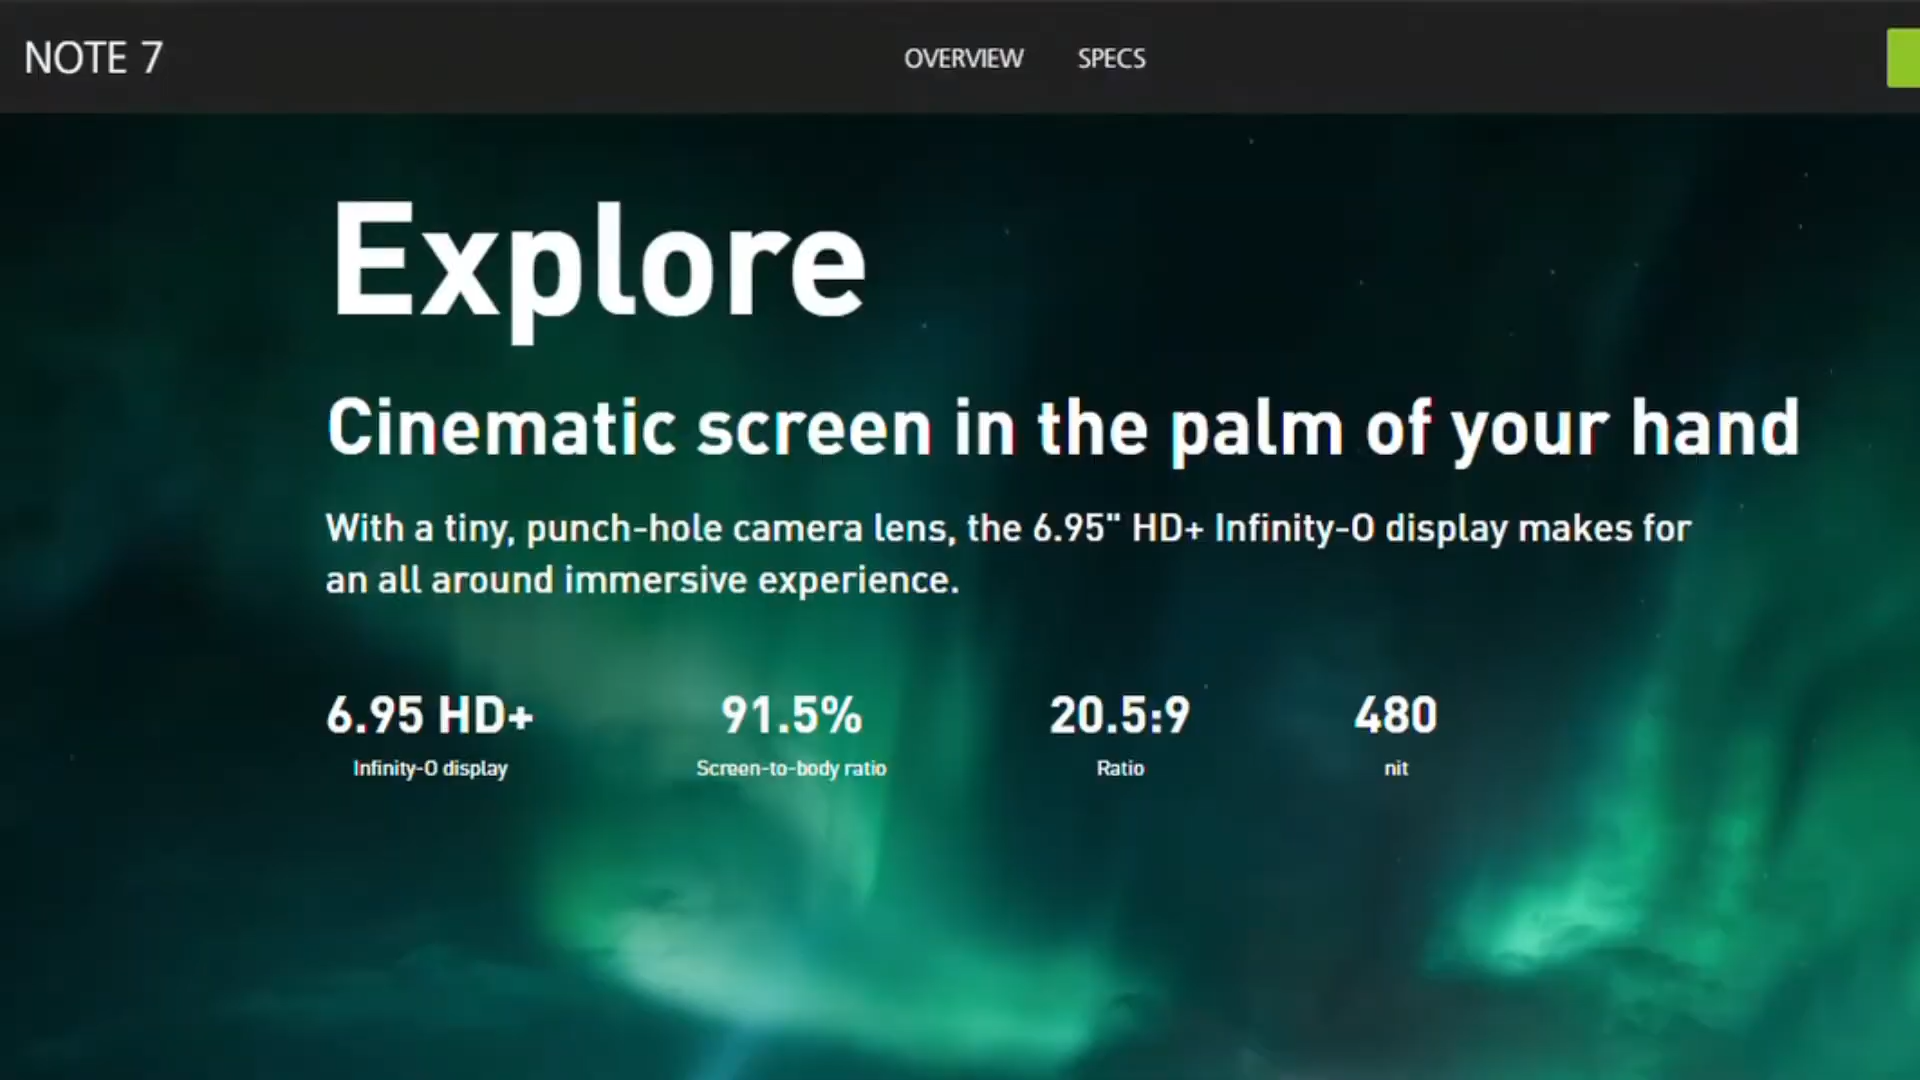 NOTE 7
OVERVIEW SPECS
Explore
Cinematic screen in the palm of your hand
With a tiny, punch-hole camera lens, the 6.95" HD+ Infinity-O display makes for
an all around immersive experience.
6.95 HD+ 91.5% 20.5:9 480
Infinity-O display Screen-to-body ratio Ratio nit